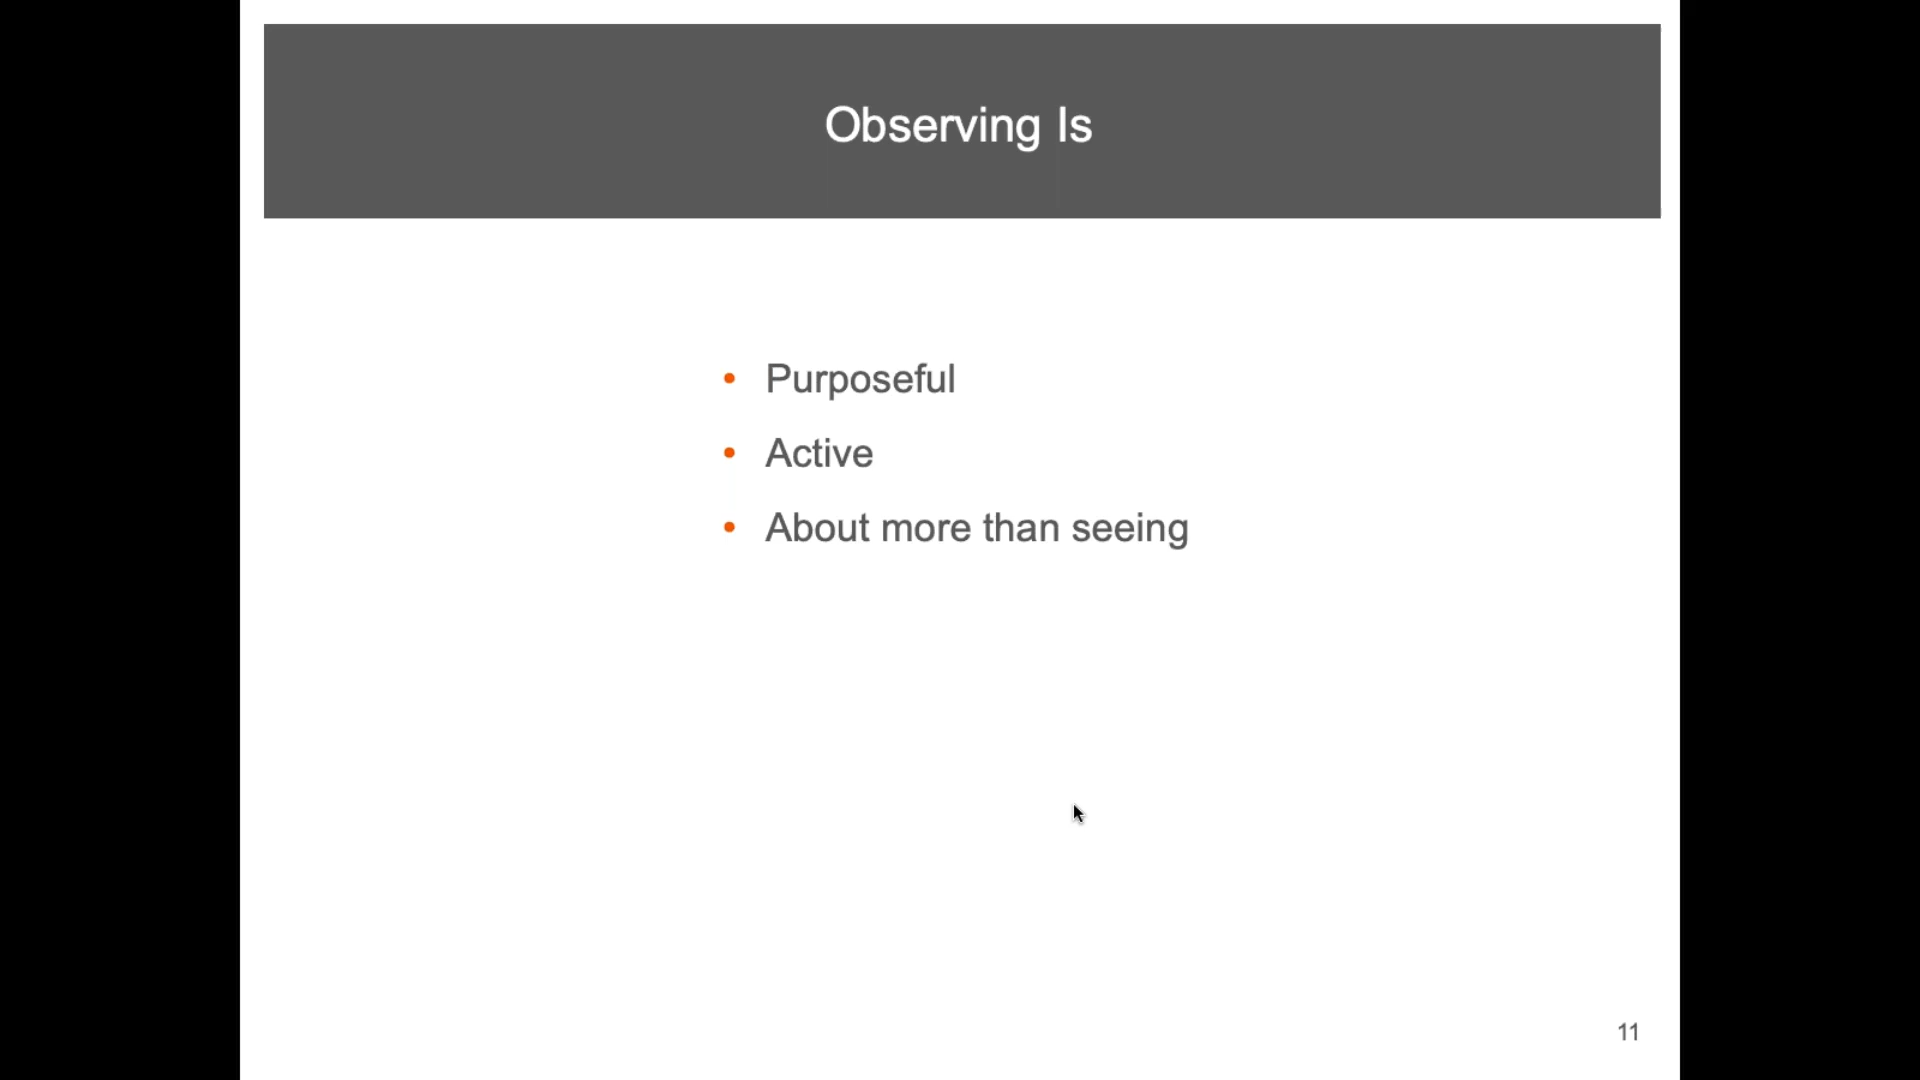 Observing Is
• Purposeful
• Active
• About more than seeing
11